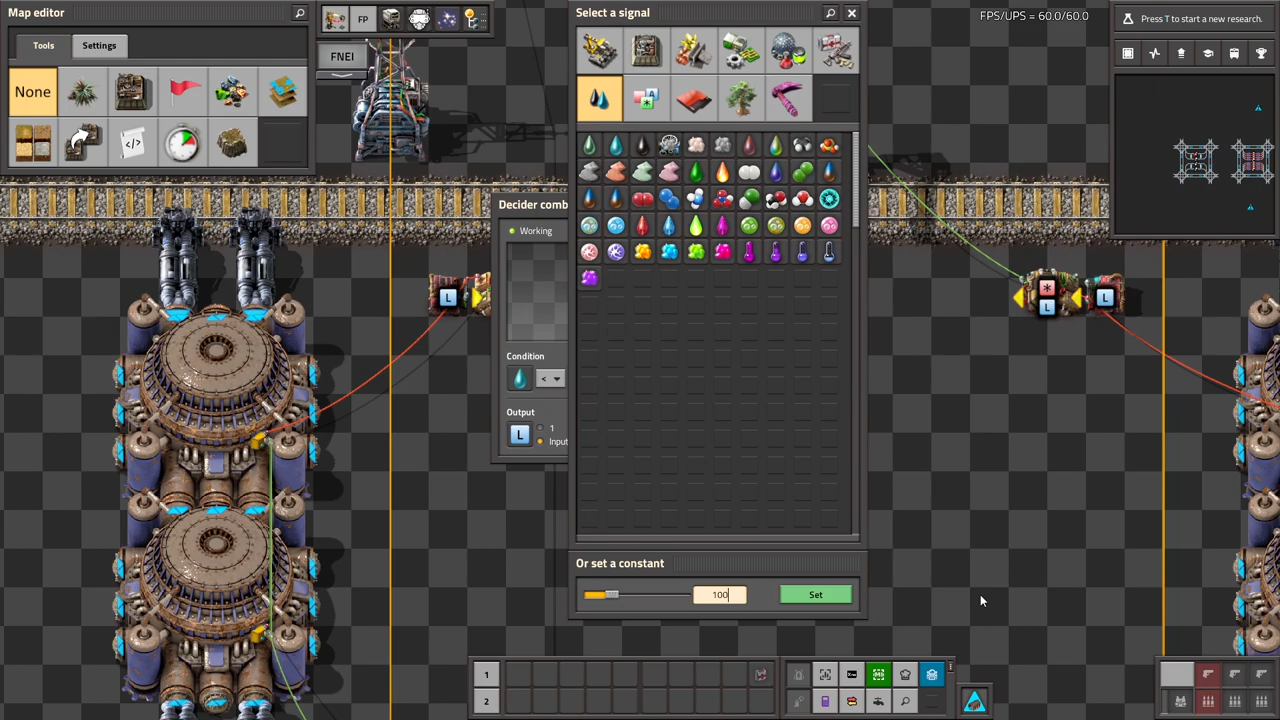 Map editor
Tools
Settings
None
FP
FNEI
Select a signal
FPS/UPS = 60.0/60.0
Press T to start a new research.
Decider comb
Working
Condition
<
Output
L
1
Input
L
*
L
L
Or set a constant
100
Set
1
2